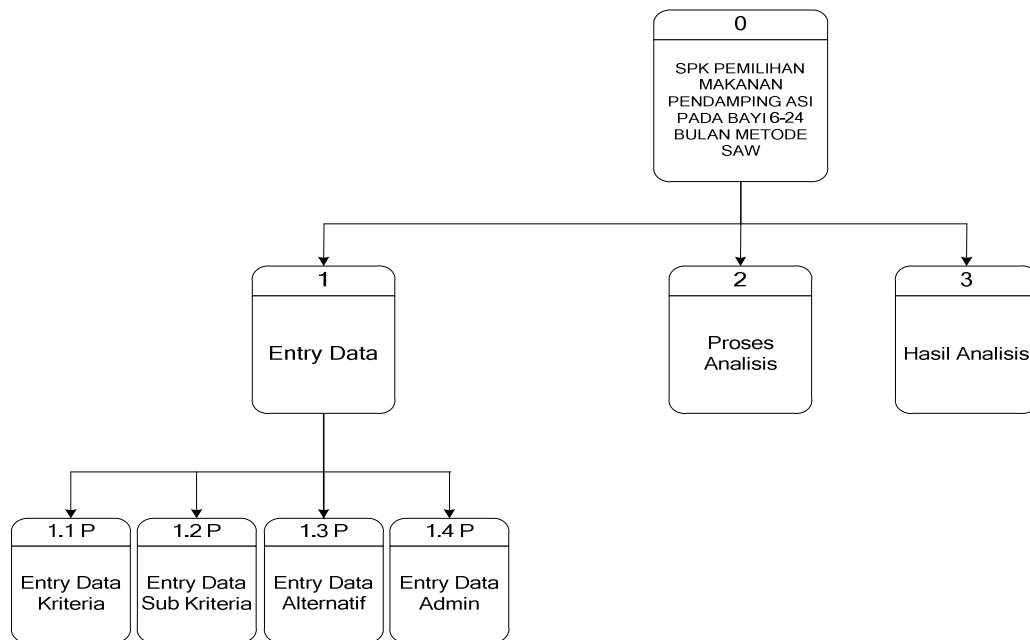 0
SPK PEMILIHAN
MAKANAN
PENDAMPING ASI
PADA BAYI 6-24
BULAN METODE
SAW
1
Entry Data
2
Proses
Analisis
3
Hasil Analisis
1.1 P
Entry Data
Kriteria
1.2 P
Entry Data
Sub Kriteria
1.3 P
Entry Data
Alternatif
1.4 P
Entry Data
Admin